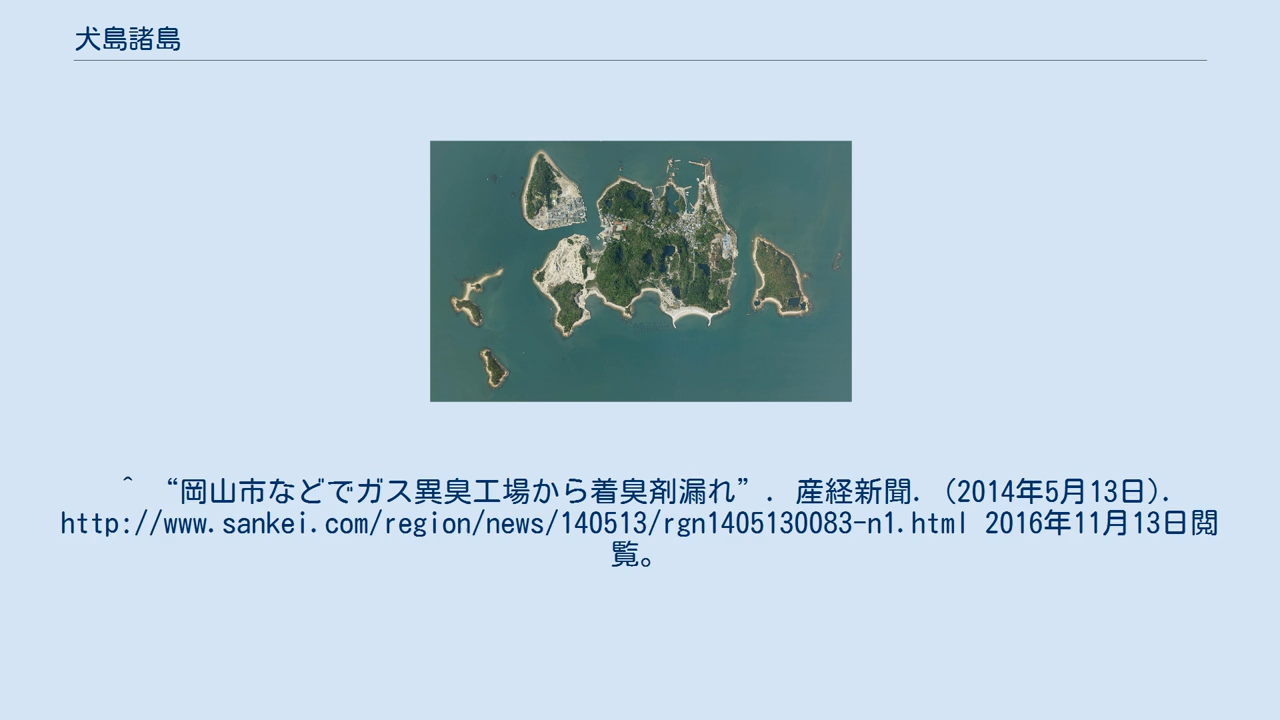 犬島諸島
^ “岡山市などでガス異臭工場から着臭剤漏れ”. 産経新聞. (2014年5月13日).
http://www.sankei.com/region/news/140513/rgn1405130083-n1.html 2016年11月13日閲
覧。